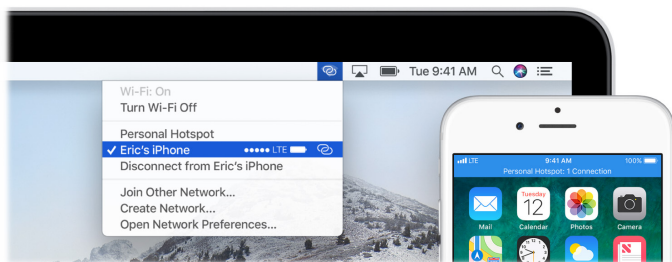 Tue 9:41 AM
Wi-Fi: On
Turn Wi-Fi Off
Personal Hotspot
✓ Eric's iPhone ●●●●● LTE
Disconnect from Eric's iPhone
Join Other Network...
Create Network...
Open Network Preferences...
LTE 9:41 AM 100%
Personal Hotspot: 1 Connection
Tuesday
12
Mail Calendar Photos Camera